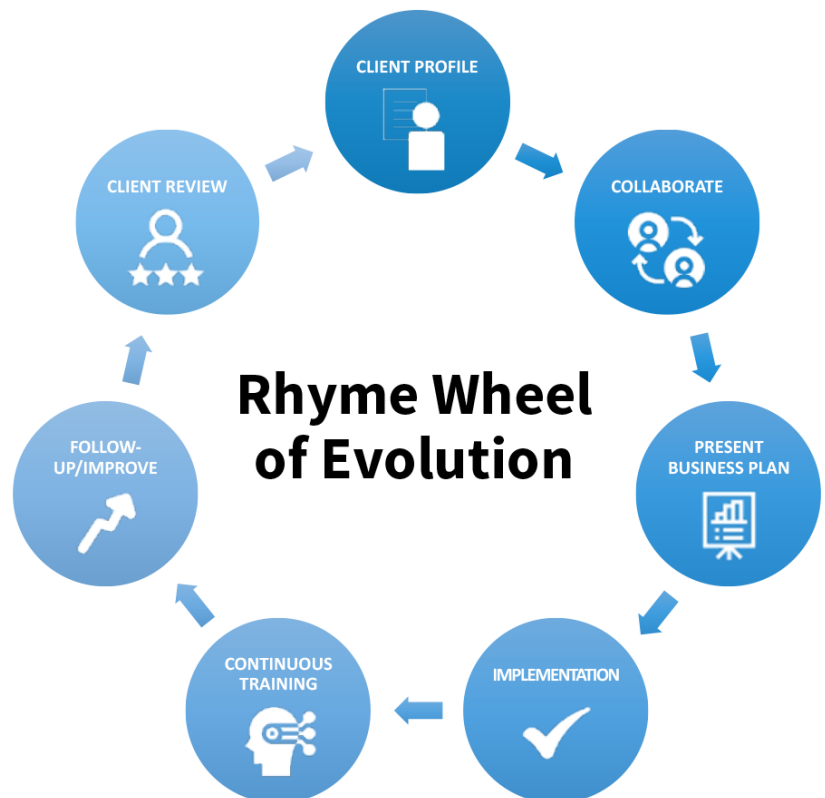 CLIENT PROFILE
COLLABORATE
PRESENT
BUSINESS PLAN
IMPLEMENTATION
CONTINUOUS
TRAINING
FOLLOW-
UP/IMPROVE
CLIENT REVIEW
Rhyme Wheel
of Evolution